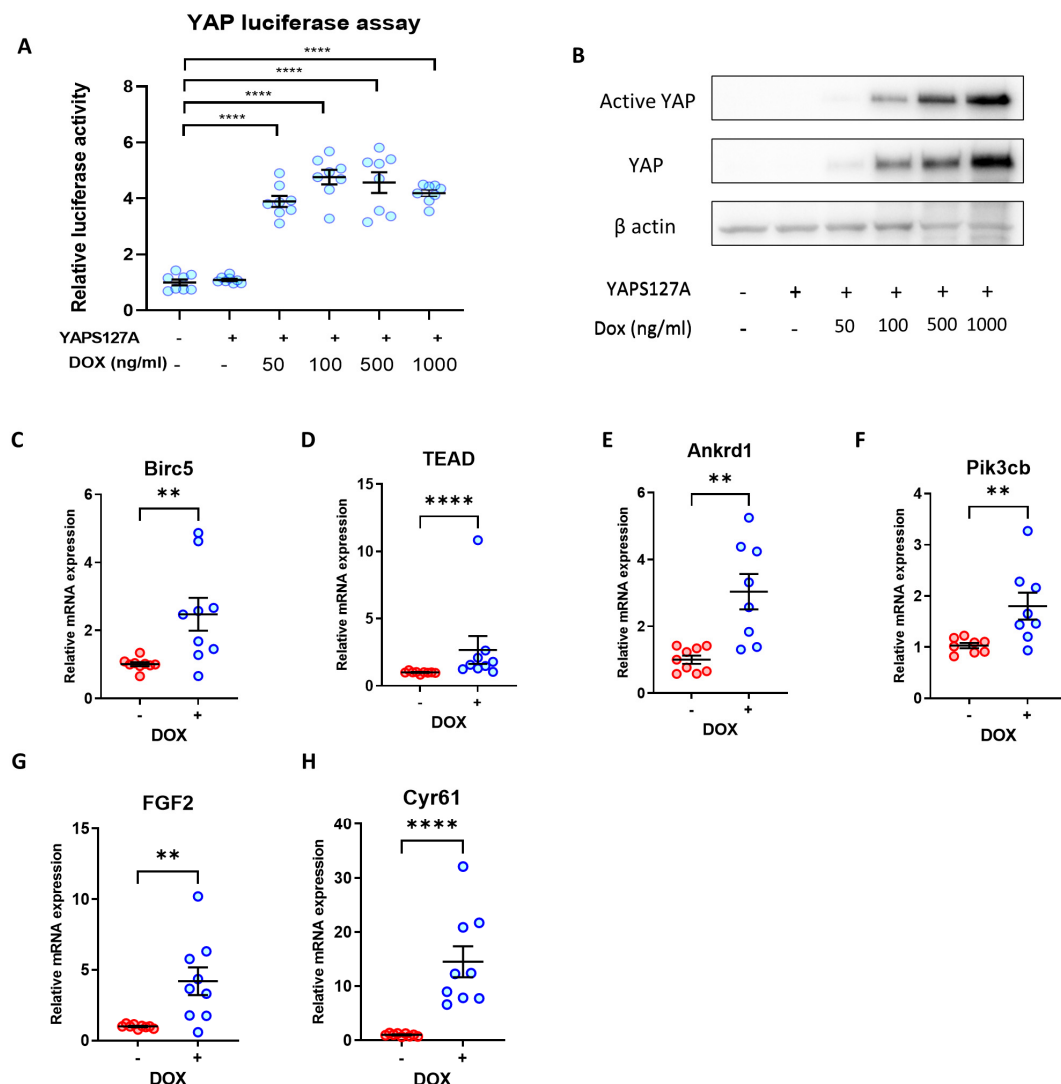 A
YAP luciferase assay
****
****
****
****
Relative luciferase activity
8
6
4
2
0
YAPS127A - + + + + +
DOX (ng/ml) - - 50 100 500 1000
B
Active YAP
YAP
β actin
YAPS127A - + + + + +
Dox (ng/ml) - - 50 100 500 1000
C
Birc5
**
Relative mRNA expression
6
4
2
0
- +
DOX
D
TEAD
****
Relative mRNA expression
15
10
5
0
- +
DOX
E
Ankrd1
**
Relative mRNA expression
6
4
2
0
- +
DOX
F
Pik3cb
**
Relative mRNA expression
4
3
2
1
0
- +
DOX
G
FGF2
**
Relative mRNA expression
15
10
5
0
- +
DOX
H
Cyr61
****
Relative mRNA expression
40
30
20
10
0
- +
DOX